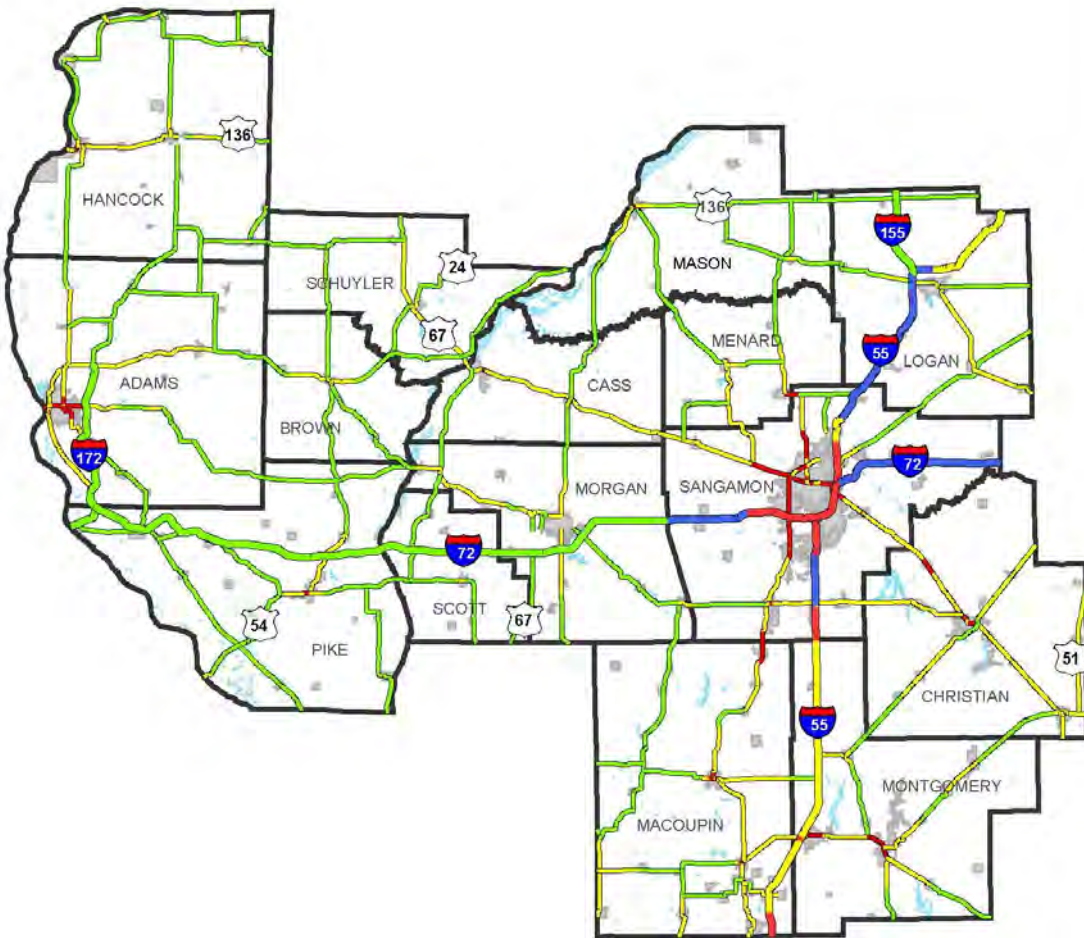 136
HANCOCK
136
155
24
SCHUYLER
MASON
67
MENARD
55
LOGAN
ADAMS
CASS
BROWN
172
72
MORGAN
SANGAMON
72
SCOTT
67
54
PIKE
51
CHRISTIAN
55
MONTGOMERY
MACOUPIN